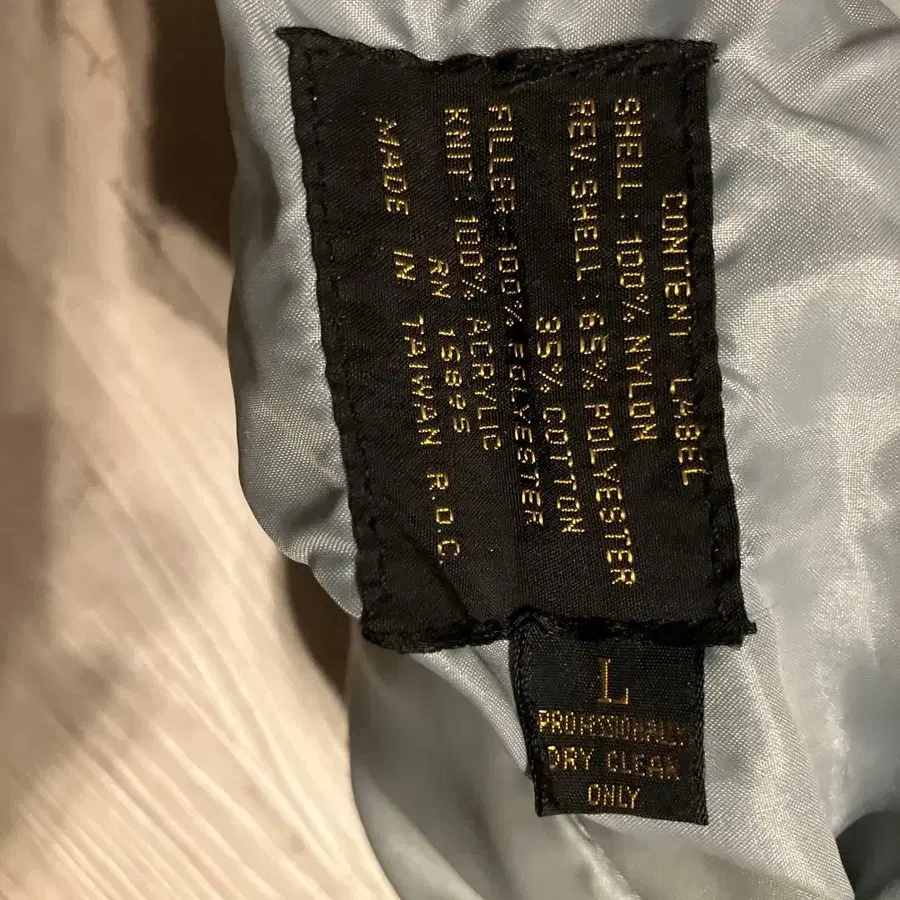 CONTENT LABEL
SHELL : 100% NYLON
REV. SHELL : 65% POLYESTER
35% COTTON
FILLER : 100% POLYESTER
KNIT : 100% ACRYLIC
RN 15895
MADE IN TAIWAN R.O.C.
L
PROFESSIONALLY
DRY CLEAN
ONLY